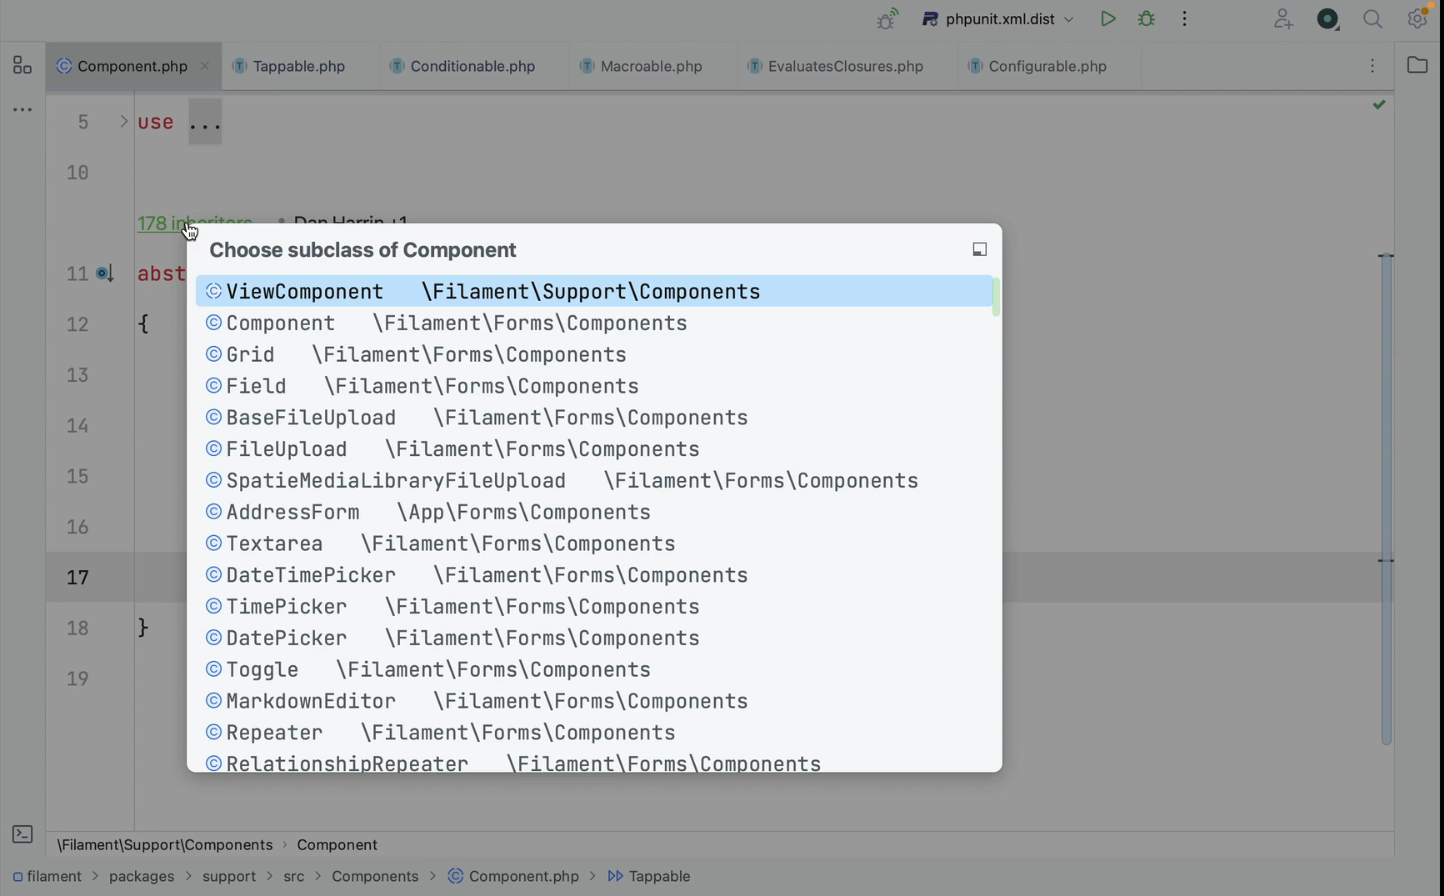 phpunit.xml.dist
Component.php
Tappable.php
Conditionable.php
Macroable.php
EvaluatesClosures.php
Configurable.php
5 use ...
10
178 inheritors Dan Harrin +1
11 abst
12 {
13
14
15
16
17
18 }
19
Choose subclass of Component
ViewComponent \Filament\Support\Components
Component \Filament\Forms\Components
Grid \Filament\Forms\Components
Field \Filament\Forms\Components
BaseFileUpload \Filament\Forms\Components
FileUpload \Filament\Forms\Components
SpatieMediaLibraryFileUpload \Filament\Forms\Components
AddressForm \App\Forms\Components
Textarea \Filament\Forms\Components
DateTimePicker \Filament\Forms\Components
TimePicker \Filament\Forms\Components
DatePicker \Filament\Forms\Components
Toggle \Filament\Forms\Components
MarkdownEditor \Filament\Forms\Components
Repeater \Filament\Forms\Components
RelationshipRepeater \Filament\Forms\Components
\Filament\Support\Components › Component
filament › packages › support › src › Components › Component.php › Tappable